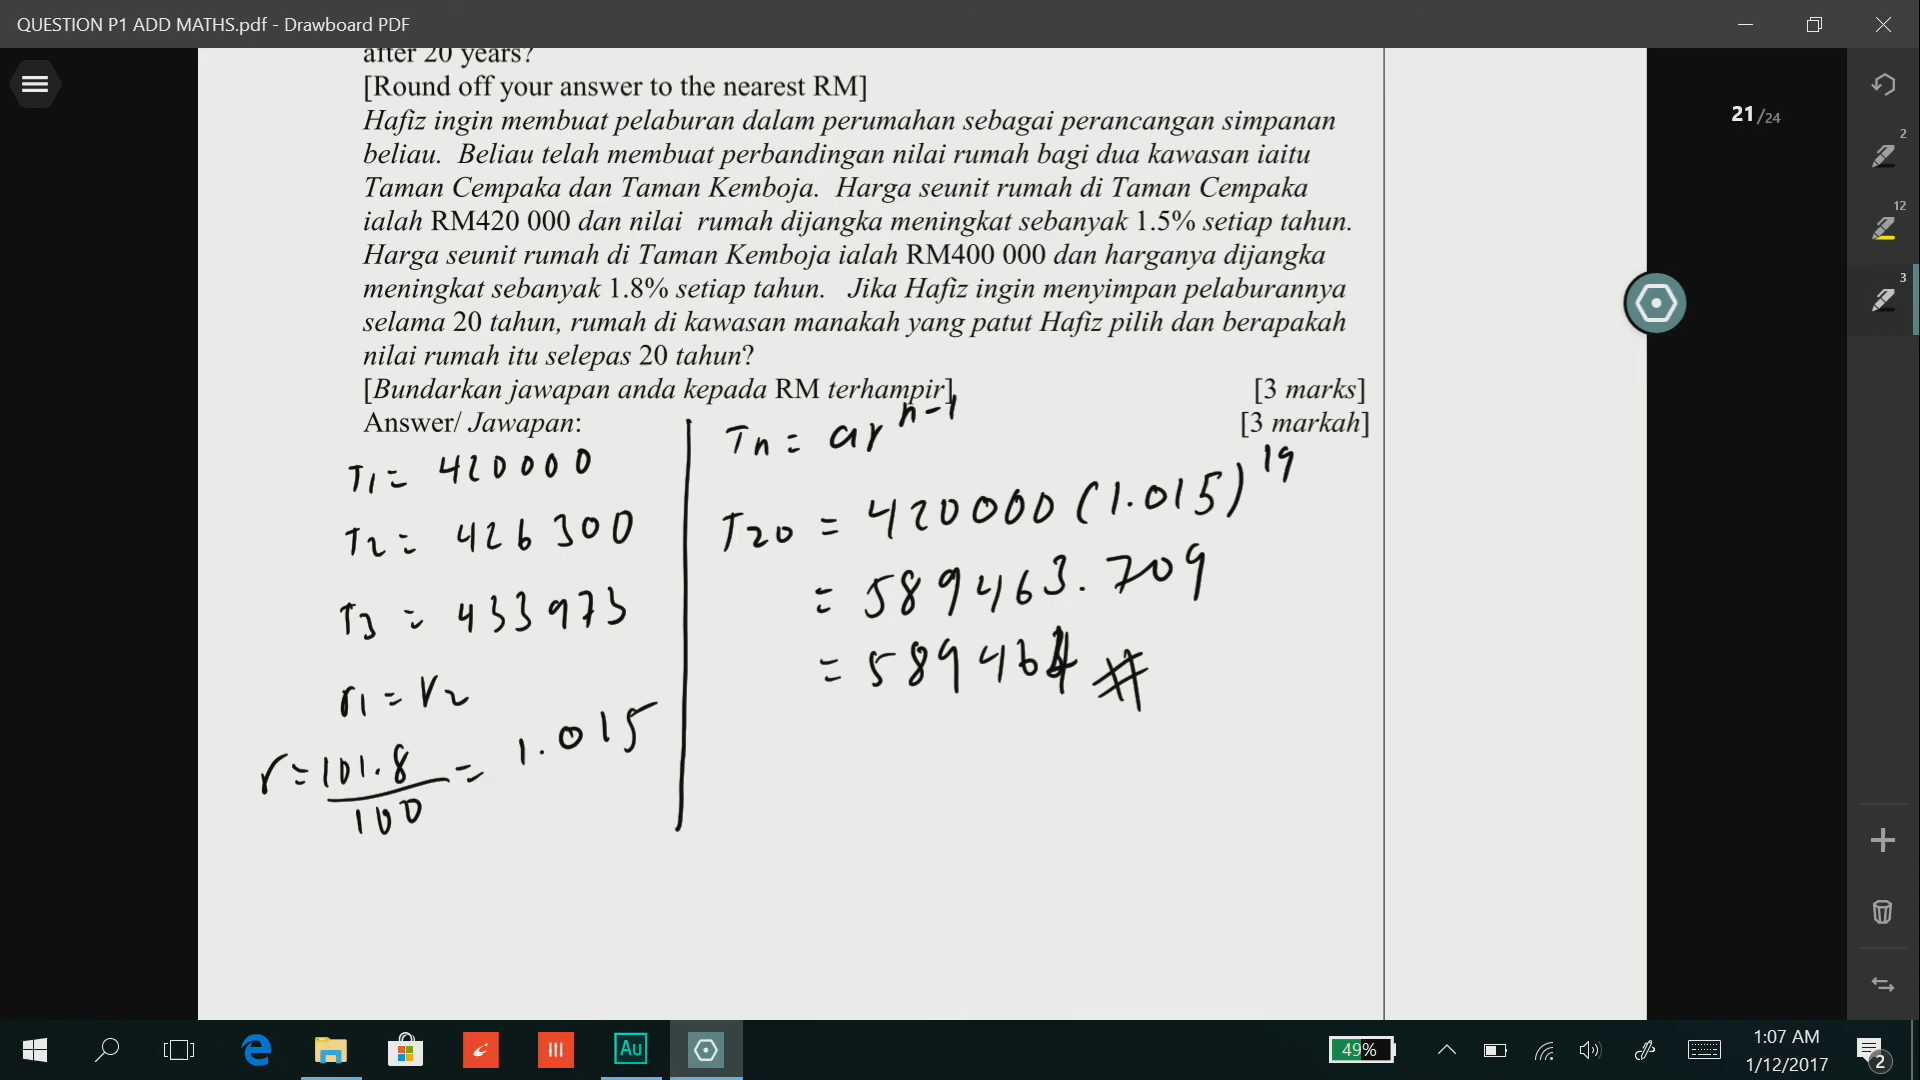 QUESTION P1 ADD MATHS.pdf - Drawboard PDF
after 20 years?
[Round off your answer to the nearest RM]
Hafiz ingin membuat pelaburan dalam perumahan sebagai perancangan simpanan
beliau. Beliau telah membuat perbandingan nilai rumah bagi dua kawasan iaitu
Taman Cempaka dan Taman Kemboja. Harga seunit rumah di Taman Cempaka
ialah RM420 000 dan nilai rumah dijangka meningkat sebanyak 1.5% setiap tahun.
Harga seunit rumah di Taman Kemboja ialah RM400 000 dan harganya dijangka
meningkat sebanyak 1.8% setiap tahun. Jika Hafiz ingin menyimpan pelaburannya
selama 20 tahun, rumah di kawasan manakah yang patut Hafiz pilih dan berapakah
nilai rumah itu selepas 20 tahun?
[Bundarkan jawapan anda kepada RM terhampir] [3 marks]
Answer/ Jawapan: [3 markah]
T1 = 420000
T2 = 426300
T3 = 433973
r1 = r2
r = 101.8/100 = 1.015
Tn = ar^n-1
T20 = 420000 (1.015)^19
= 589463.709
= 589464 #
21/24
2
12
3
Au
49%
1:07 AM
1/12/2017
2